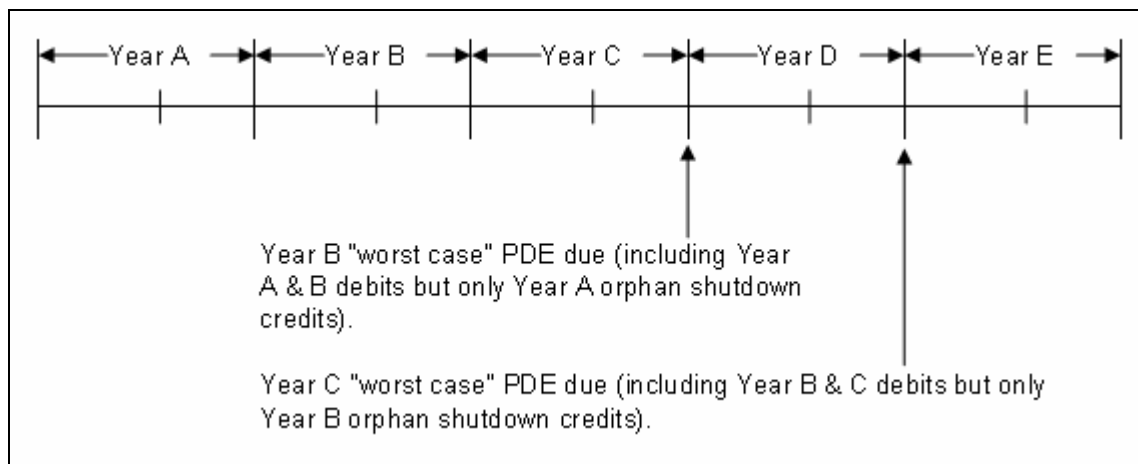 Year A Year B Year C Year D Year E
Year B "worst case" PDE due (including Year
A & B debits but only Year A orphan shutdown
credits).
Year C "worst case" PDE due (including Year B & C debits but only
Year B orphan shutdown credits).